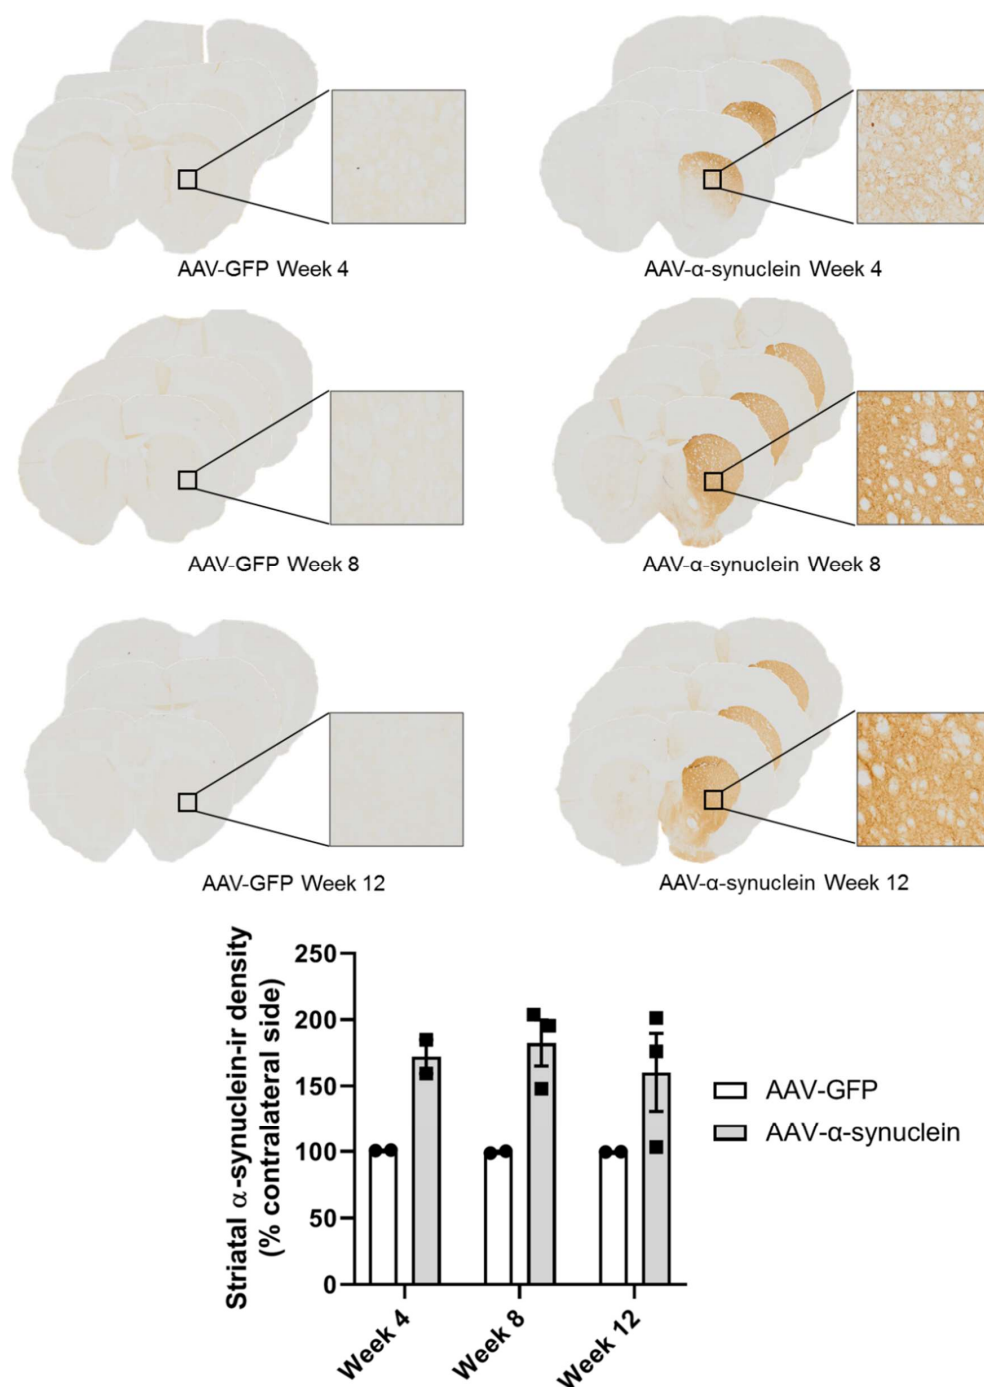 AAV-GFP Week 4
AAV-α-synuclein Week 4
AAV-GFP Week 8
AAV-α-synuclein Week 8
AAV-GFP Week 12
AAV-α-synuclein Week 12
Striatal α-synuclein-ir density
(% contralateral side)
250
200
150
100
50
0
Week 4
Week 8
Week 12
AAV-GFP
AAV-α-synuclein